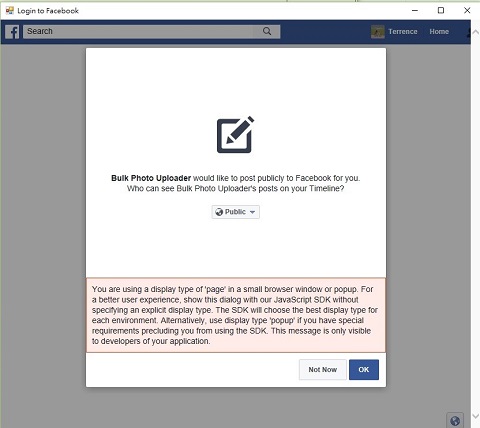 Login to Facebook
f
Search
Terrence
Home
Bulk Photo Uploader would like to post publicly to Facebook for you.
Who can see Bulk Photo Uploader's posts on your Timeline?
Public
You are using a display type of 'page' in a small browser window or popup. For
a better user experience, show this dialog with our JavaScript SDK without
specifying an explicit display type. The SDK will choose the best display type for
each environment. Alternatively, use display type 'popup' if you have special
requirements precluding you from using the SDK. This message is only visible
to developers of your application.
Not Now
OK